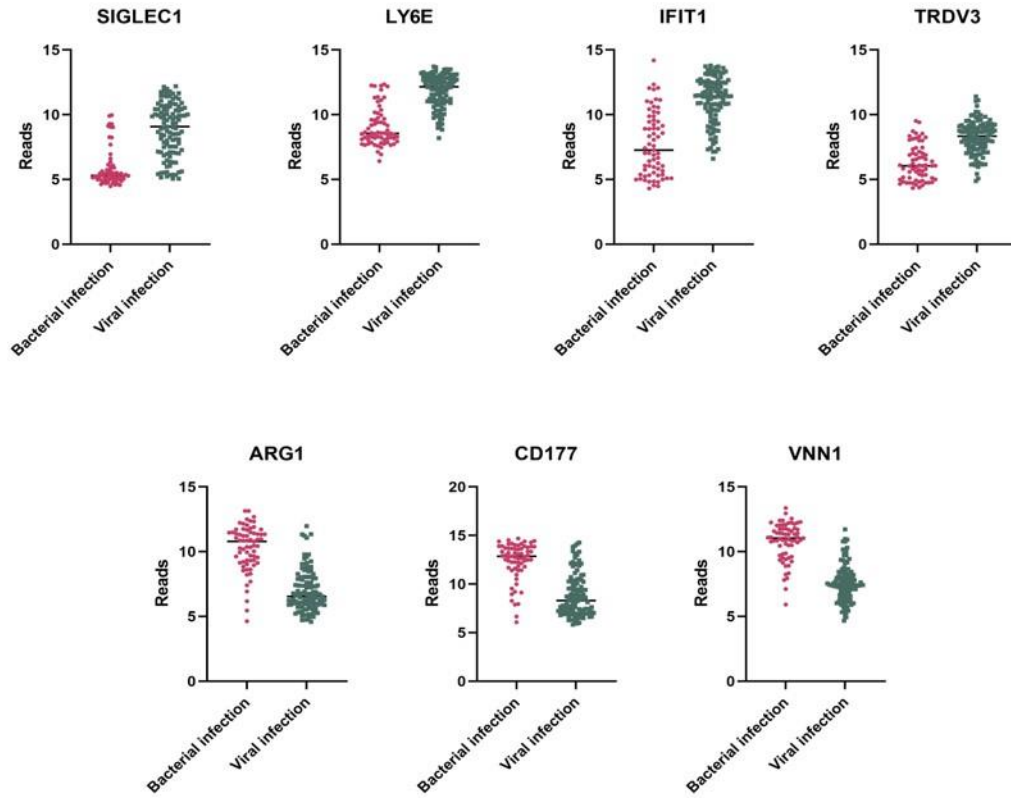 SIGLEC1 LY6E IFIT1 TRDV3
15 15 15 15
10 10 10 10
Reads Reads Reads Reads
5 5 5 5
0 0 0 0
Bacterial infection Viral infection Bacterial infection Viral infection Bacterial infection Viral infection Bacterial infection Viral infection
ARG1 CD177 VNN1
15 20 15
15
10 10
Reads Reads Reads
10
5 5 5
0 0 0
Bacterial infection Viral infection Bacterial infection Viral infection Bacterial infection Viral infection